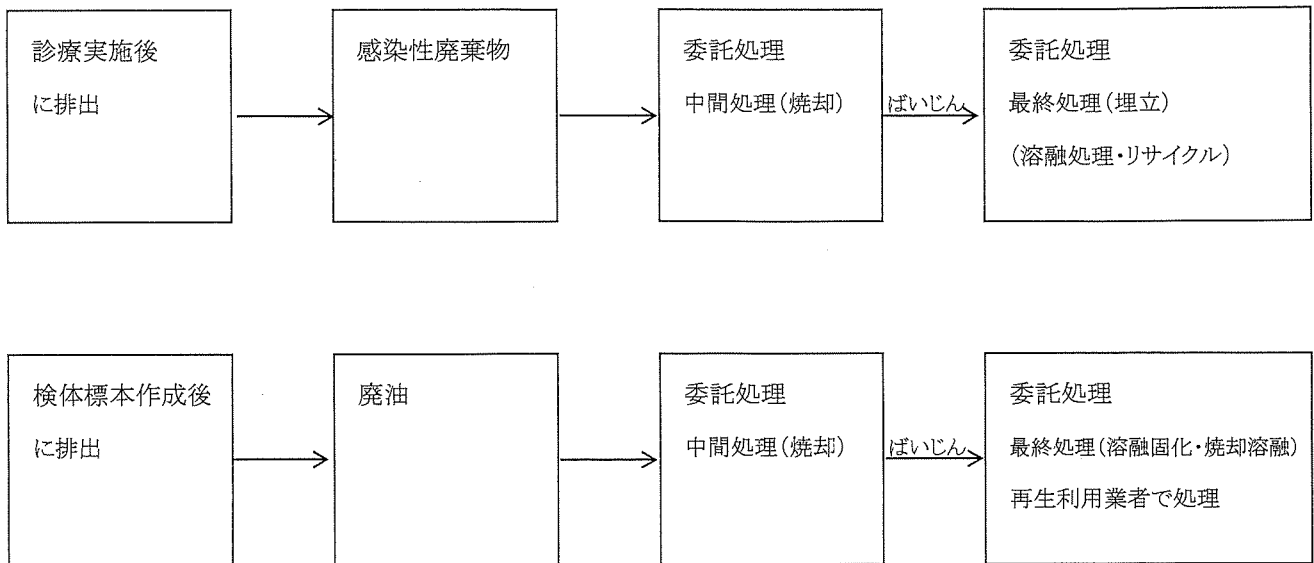 診療実施後
に排出
感染性廃棄物
委託処理
中間処理(焼却)
ばいじん
委託処理
最終処理(埋立)
(溶融処理・リサイクル)
検体標本作成後
に排出
廃油
委託処理
中間処理(焼却)
ばいじん
委託処理
最終処理(溶融固化・焼却溶融)
再生利用業者で処理